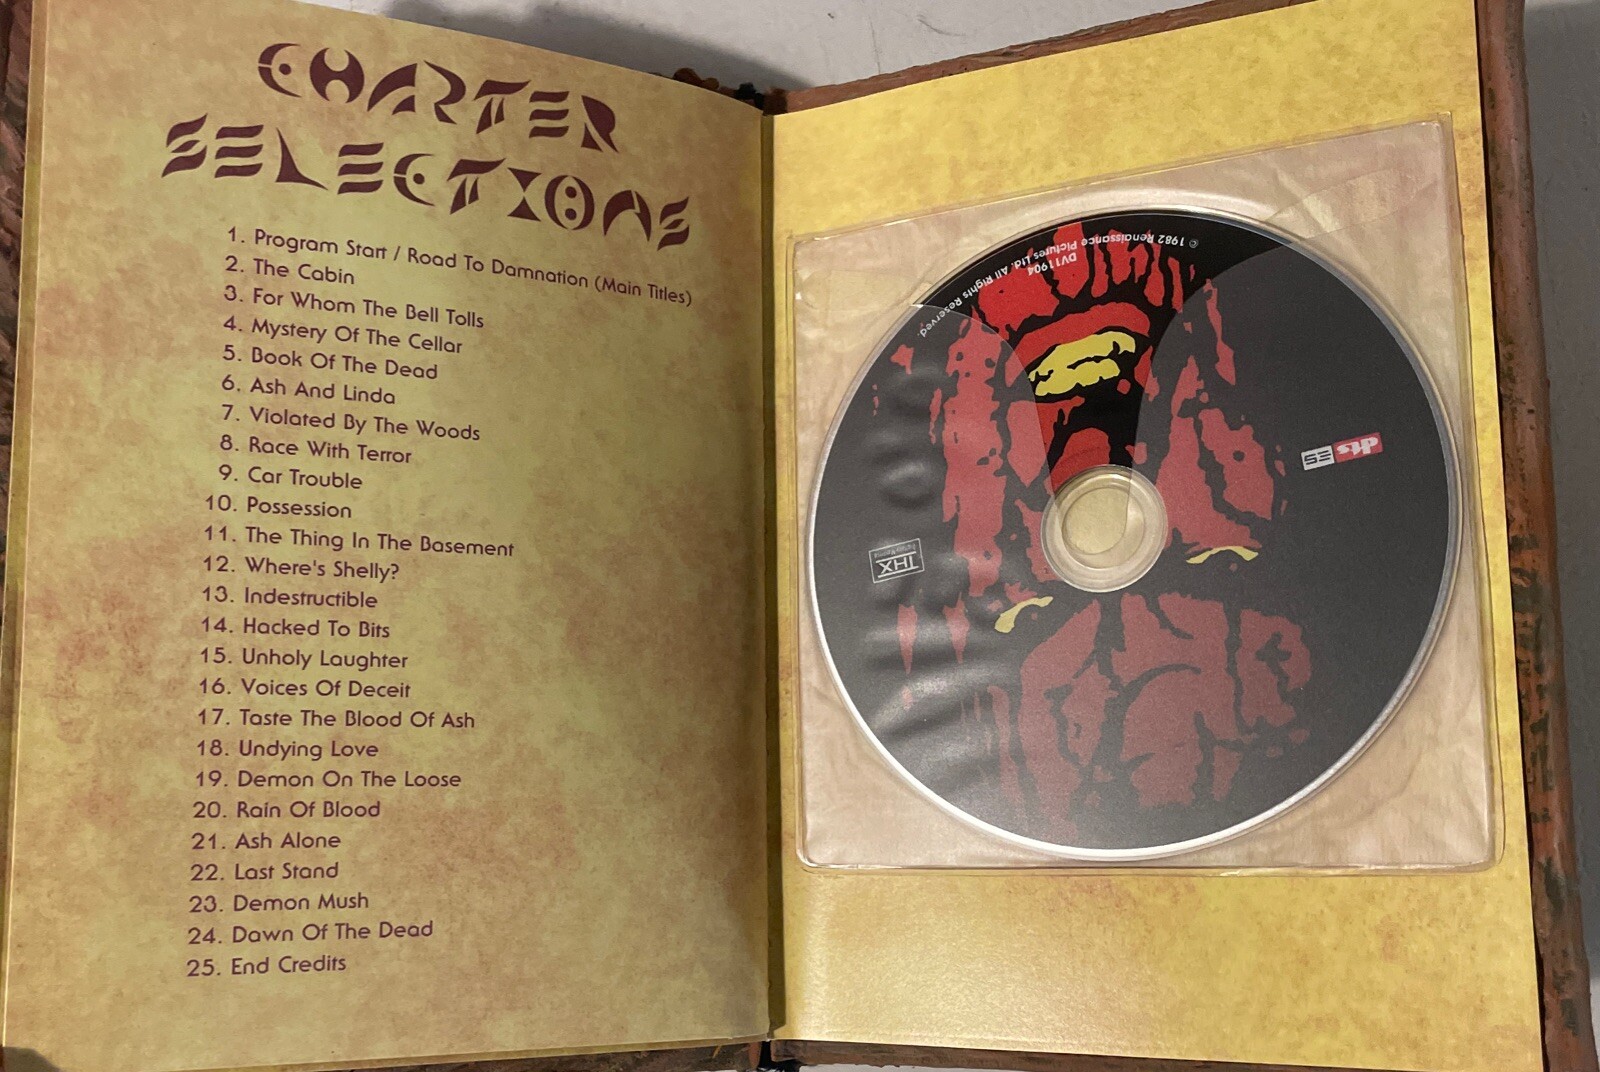 CHAPTER
SELECTIONS
1. Program Start / Road To Damnation (Main Titles)
2. The Cabin
3. For Whom The Bell Tolls
4. Mystery Of The Cellar
5. Book Of The Dead
6. Ash And Linda
7. Violated By The Woods
8. Race With Terror
9. Car Trouble
10. Possession
11. The Thing In The Basement
12. Where's Shelly?
13. Indestructible
14. Hacked To Bits
15. Unholy Laughter
16. Voices Of Deceit
17. Taste The Blood Of Ash
18. Undying Love
19. Demon On The Loose
20. Rain Of Blood
21. Ash Alone
22. Last Stand
23. Demon Mush
24. Dawn Of The Dead
25. End Credits
© 1982 Renaissance Pictures Ltd. All Rights Reserved.
DV11904
dts ES
THX